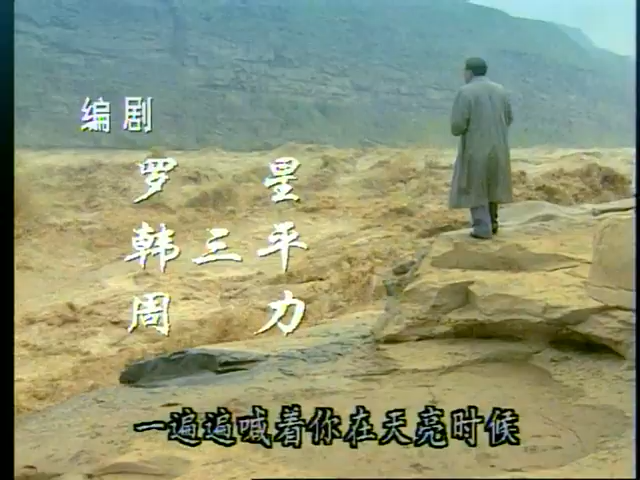 编剧
罗 星
韩三平
周 力
一遍遍喊着你在天亮时候